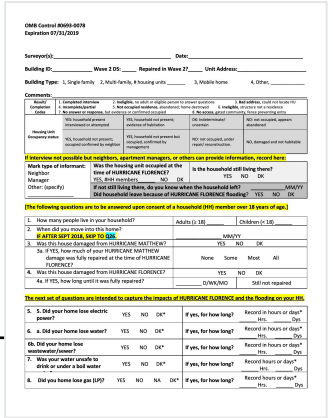 OMB Control #0693-0078
Expiration 07/31/2019
Surveyor(s): Date:
Building ID: Wave 2 DS: Repaired in Wave 2? Unit Address:
Building Type: 1, Single family 2, Multi-family, # housing units 3, Mobile home 4, Other,
Comments:
Result/ Completion Codes
1. Completed interview 2. Ineligible, no adult or eligible person to answer questions 3. Bad address, could not locate HU
4. Incomplete/partial 5. Not occupied residence, abandoned; home destroyed 6. Ineligible, structure not a residence
7. No answer or response, but evidence or confirmed occupied 8. No access, gated community, fence preventing entry
Housing Unit Occupancy status
YES, household present interviewed or attempted
YES, household not present, evidence of habitation
OR: Indeterminate/ uncertain
NO, not occupied, appears abandoned
YES, household not present; occupied confirmed by neighbor
YES, household not present but occupied, confirmed by management
NO, not occupied, under repair/ reconstruction.
NO, damaged and not habitable
If interview not possible but neighbors, apartment managers, or others can provide information, record here:
Mark type of informant:
Neighbor
Manager
Other: (specify)
Was the housing unit occupied at the time of HURRICANE FLORENCE?
YES, #HH members NO DK
Is the household still living there?
YES NO DK
If not still living there, do you know when the household left? MM/YY
Did household leave because of HURRICANE FLORENCE flooding? YES NO DK
[The following questions are to be answered upon consent of a household (HH) member over 18 years of age.]
1. How many people live in your household? Adults (≥ 18) Children (< 18)
2. When did you move into this home?
IF AFTER SEPT 2018, SKIP TO Q26. MM/YY
3. Was this home damaged from HURRICANE MATTHEW? YES NO DK
3a. If YES, how much of your HURRICANE MATTHEW damage was fully repaired at the time of HURRICANE FLORENCE? None Some Most All
4. Was this home damaged from HURRICANE FLORENCE? YES NO DK
4a. If YES, how long until it was fully repaired? D/WK/MO Still not repaired
The next set of questions are intended to capture the impacts of HURRICANE FLORENCE and the flooding on your HH.
5. 5. Did your home lose electric power? YES NO DK* If yes, for how long? Record in hours or days* Hrs. Dys
6. a. Did your home lose water? YES NO DK* If yes, for how long? Record hours or days* Hrs. Dys
6b. Did your home lose wastewater/sewer? YES NO DK* If yes, for how long? Record hours or days* Hrs. Dys
7. Was your water unsafe to drink or under a boil water YES NO DK* If yes, for how long? Record hours or days* Hrs. Dys
8. Did your home lose gas (LP)? YES NO NA DK* If yes, for how long? Record hours or days* Hrs. Dys